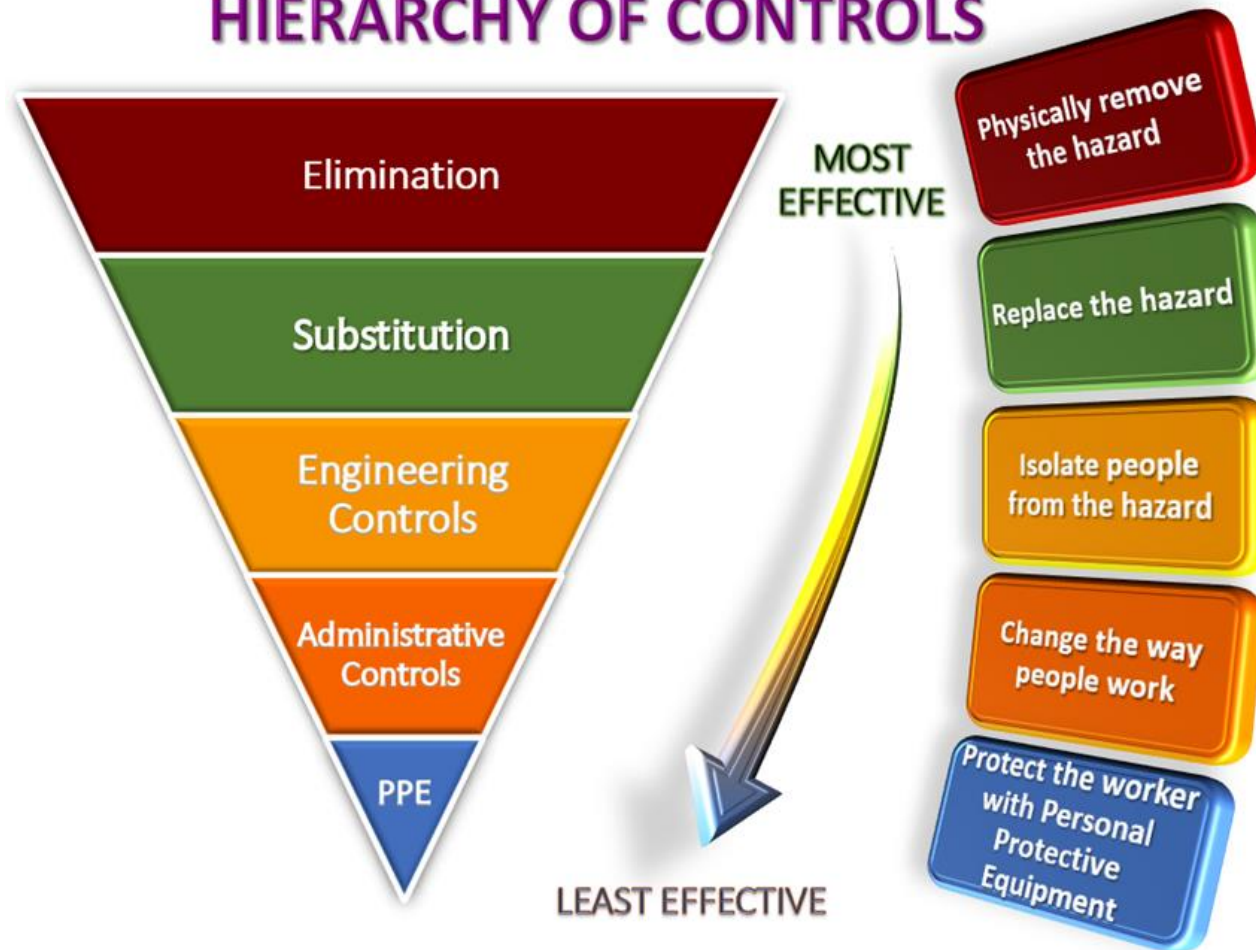 HIERARCHY OF CONTROLS
Elimination
Substitution
Engineering
Controls
Administrative
Controls
PPE
MOST
EFFECTIVE
LEAST EFFECTIVE
Physically remove
the hazard
Replace the hazard
Isolate people
from the hazard
Change the way
people work
Protect the worker
with Personal
Protective
Equipment